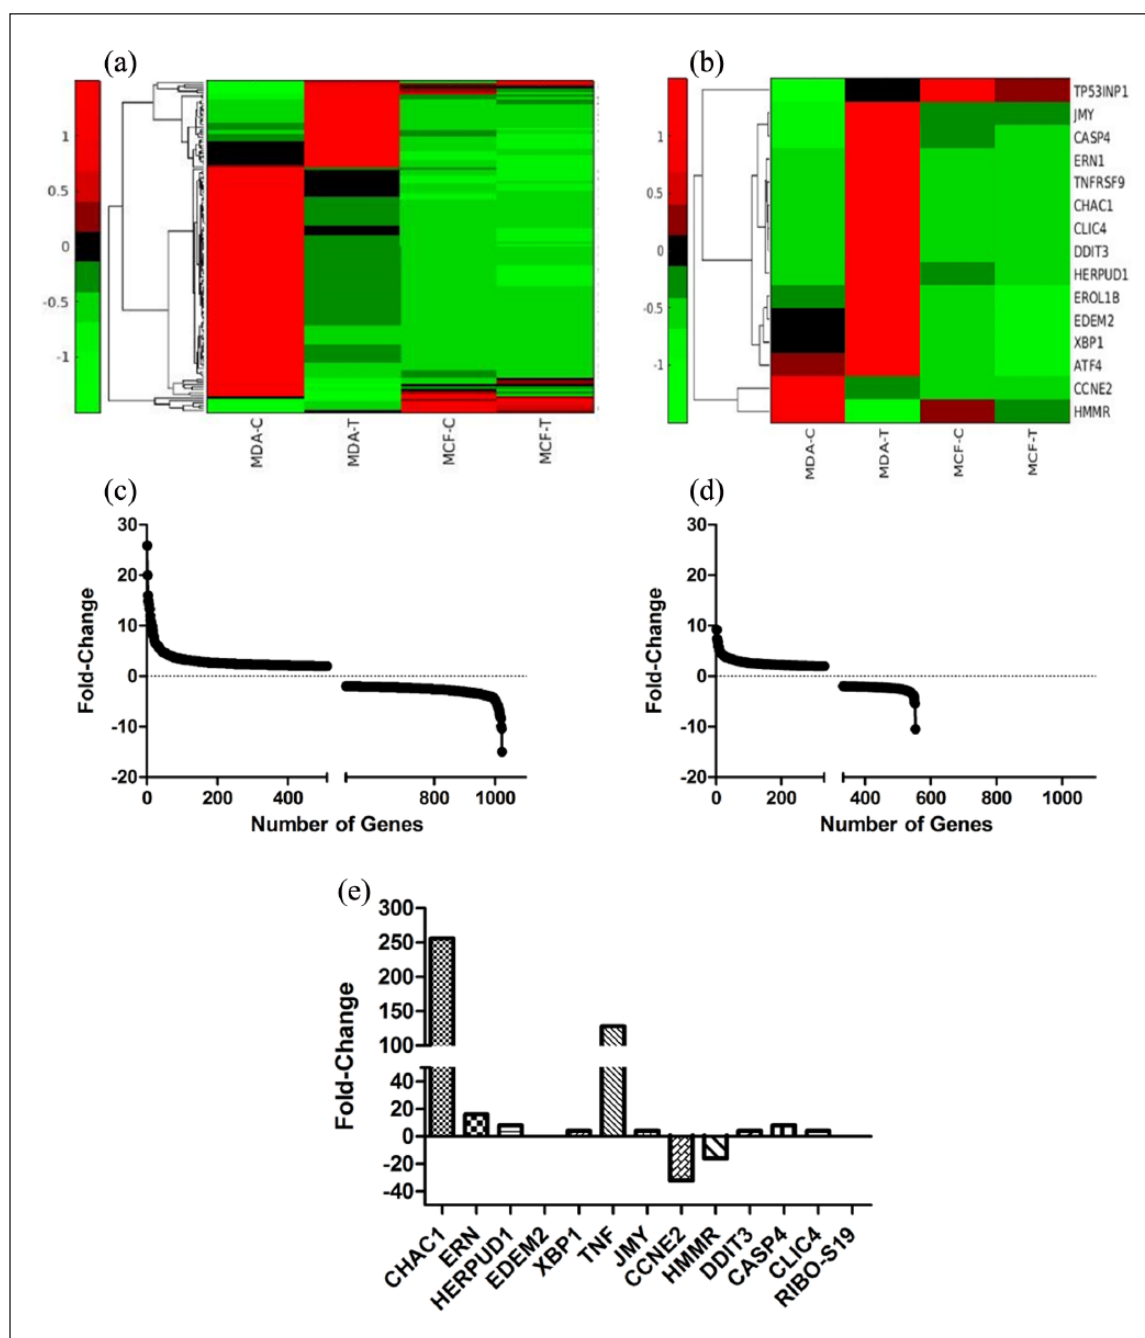 (a)
1
0.5
0
-0.5
-1
MDA-C
MDA-T
MCF-C
MCF-T
(b)
1
0.5
0
-0.5
-1
TP53INP1
JMY
CASP4
ERN1
TNFRSF9
CHAC1
CLIC4
DDIT3
HERPUD1
EROL1B
EDEM2
XBP1
ATF4
CCNE2
HMMR
MDA-C
MDA-T
MCF-C
MCF-T
(c)
Fold-Change
30
20
10
0
-10
-20
0 200 400 800 1000
Number of Genes
(d)
Fold-Change
30
20
10
0
-10
-20
0 200 400 600 800 1000
Number of Genes
(e)
Fold-Change
300
250
200
150
100
40
20
0
-20
-40
CHAC1
ERN
HERPUD1
EDEM2
XBP1
TNF
JMY
CCNE2
HMMR
DDIT3
CASP4
CLIC4
RIBO-S19